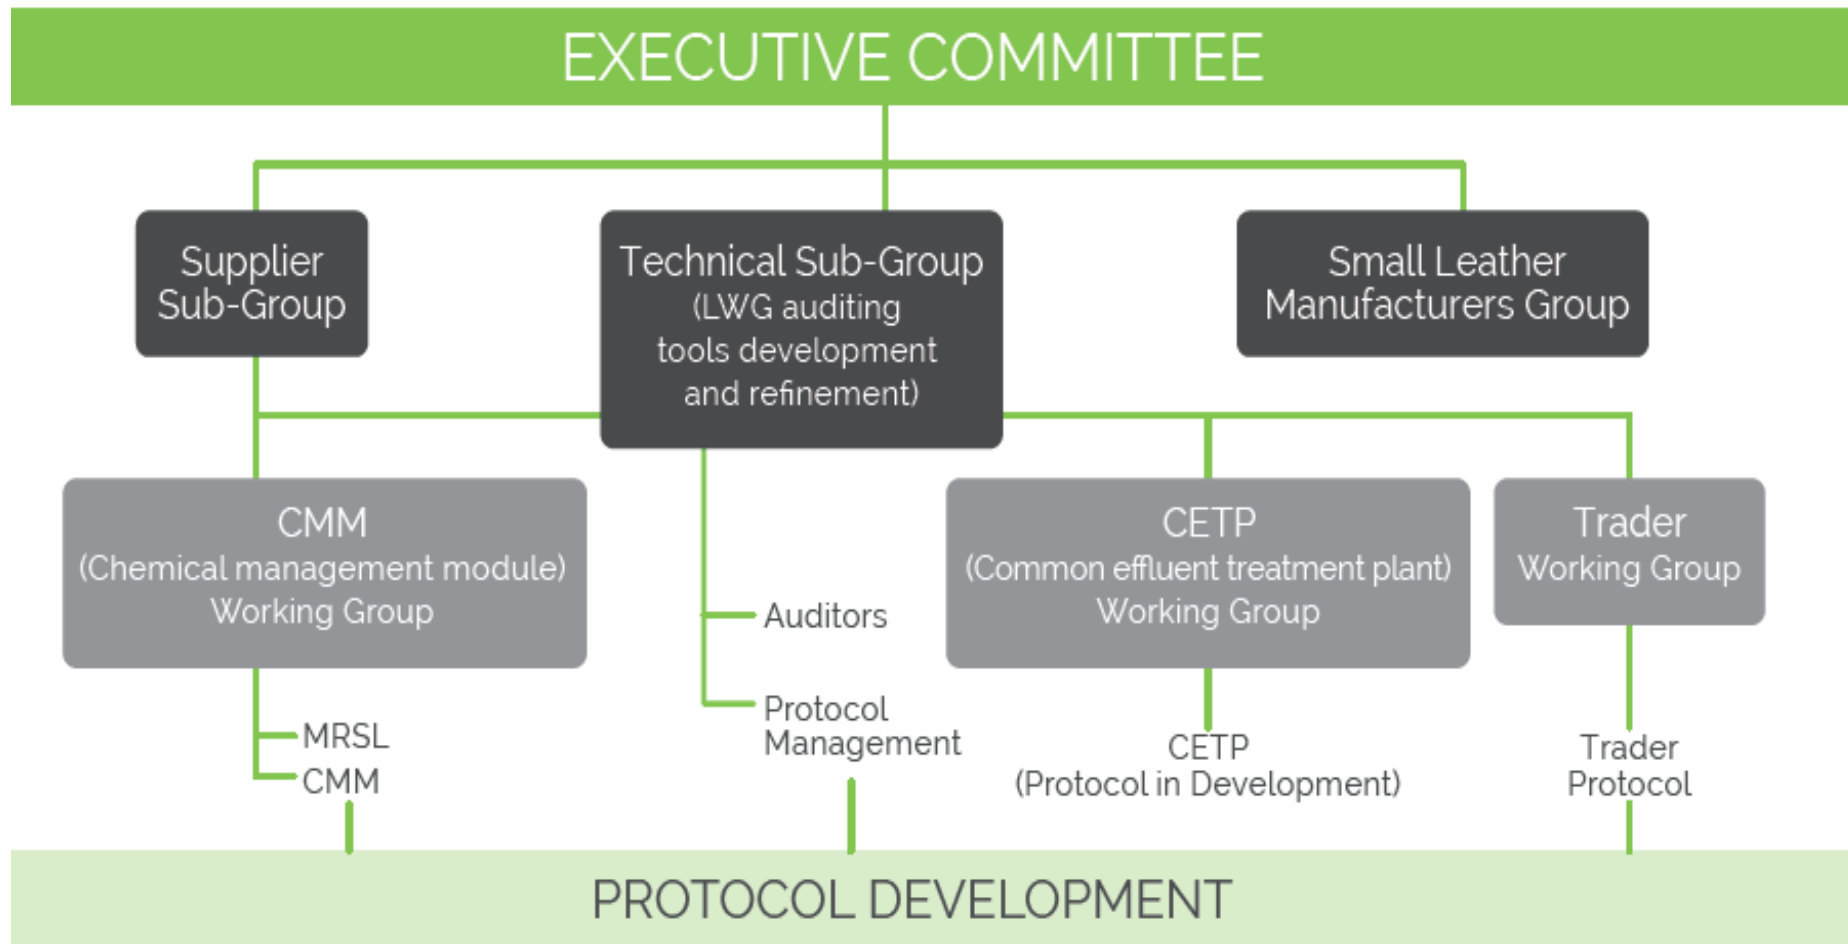 EXECUTIVE COMMITTEE
Supplier
Sub-Group
Technical Sub-Group
(LWG auditing
tools development
and refinement)
Small Leather
Manufacturers Group
CMM
(Chemical management module)
Working Group
CETP
(Common effluent treatment plant)
Working Group
Trader
Working Group
Auditors
Protocol
Management
MRSL
CMM
CETP
(Protocol in Development)
Trader
Protocol
PROTOCOL DEVELOPMENT